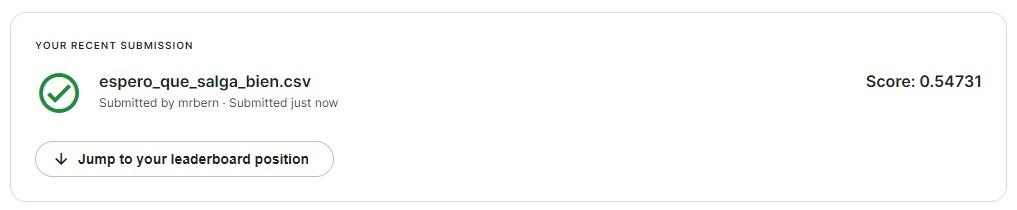 YOUR RECENT SUBMISSION
espero_que_salga_bien.csv
Score: 0.54731
Submitted by mrbern · Submitted just now
Jump to your leaderboard position